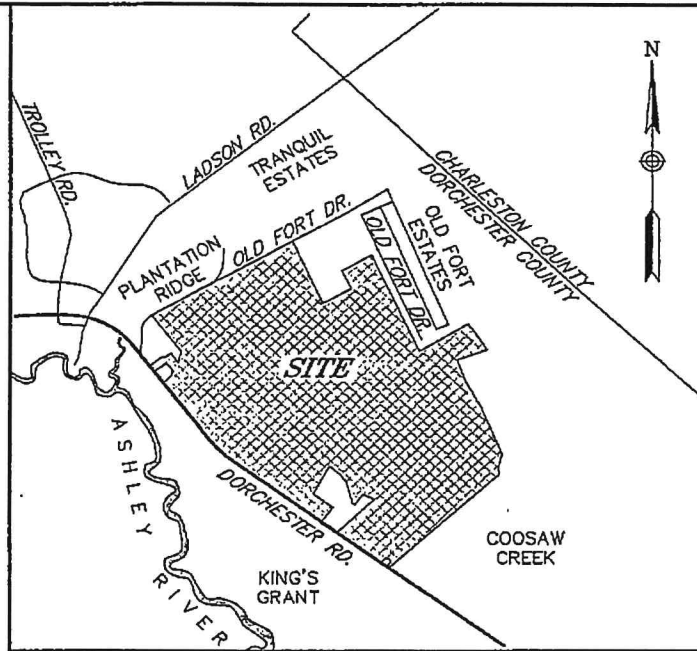 N
TROLLEY RD.
LADSON RD.
TRANQUIL
ESTATES
CHARLESTON COUNTY
DORCHESTER COUNTY
OLD FORT DR.
OLD FORT
ESTATES
PLANTATION
RIDGE
OLD FORT DR.
SITE
ASHLEY
RIVER
DORCHESTER RD.
KING'S
GRANT
COOSAW
CREEK